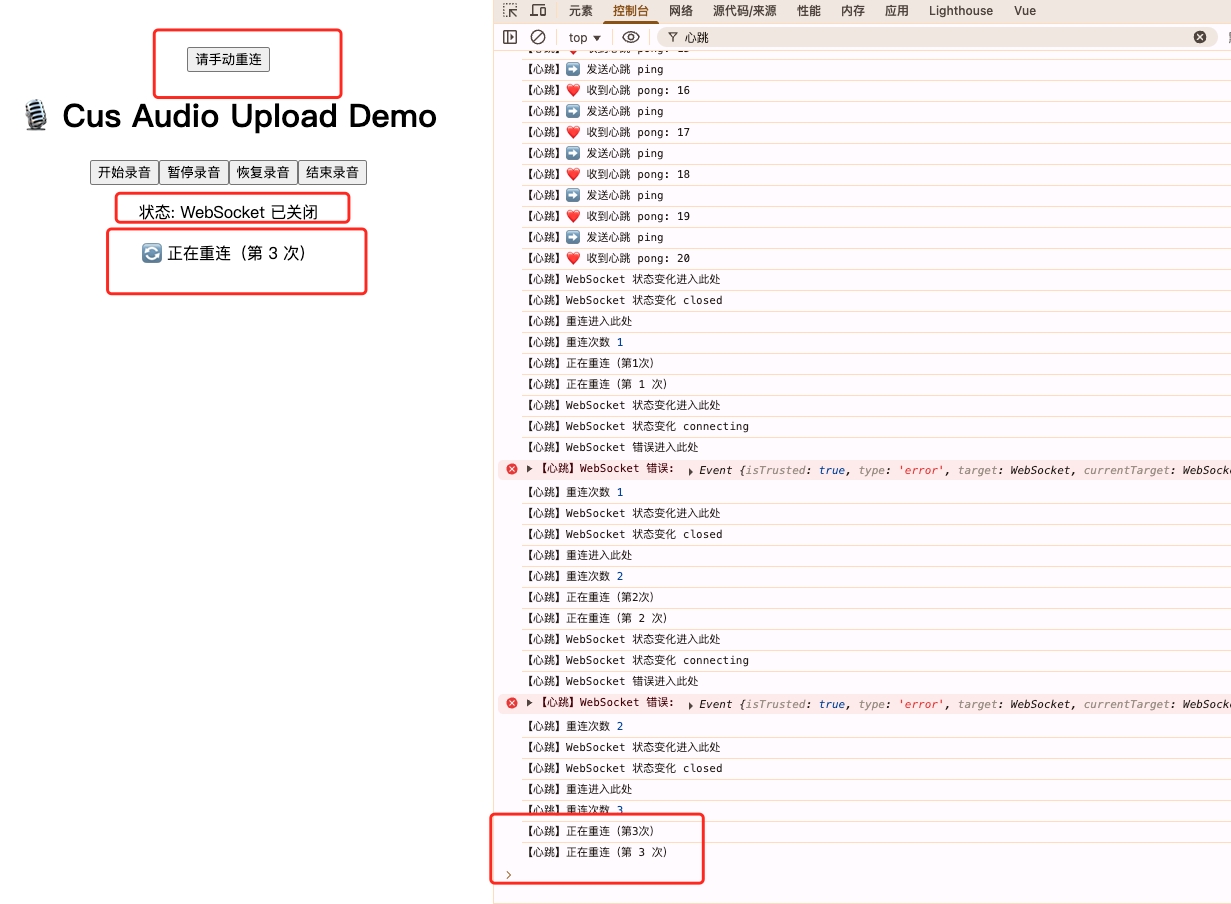 请手动重连
🎙️ Cus Audio Upload Demo
开始录音 暂停录音 恢复录音 结束录音
状态: WebSocket 已关闭
🔄 正在重连（第 3 次）
元素 控制台 网络 源代码/来源 性能 内存 应用 Lighthouse Vue
top ▼ 心跳
【心跳】➡️ 发送心跳 ping
【心跳】❤️ 收到心跳 pong: 16
【心跳】➡️ 发送心跳 ping
【心跳】❤️ 收到心跳 pong: 17
【心跳】➡️ 发送心跳 ping
【心跳】❤️ 收到心跳 pong: 18
【心跳】➡️ 发送心跳 ping
【心跳】❤️ 收到心跳 pong: 19
【心跳】➡️ 发送心跳 ping
【心跳】❤️ 收到心跳 pong: 20
【心跳】WebSocket 状态变化进入此处
【心跳】WebSocket 状态变化 closed
【心跳】重连进入此处
【心跳】重连次数 1
【心跳】正在重连（第1次）
【心跳】正在重连（第 1 次）
【心跳】WebSocket 状态变化进入此处
【心跳】WebSocket 状态变化 connecting
【心跳】WebSocket 错误进入此处
【心跳】WebSocket 错误: ▶ Event {isTrusted: true, type: 'error', target: WebSocket, currentTarget: WebSock
【心跳】重连次数 1
【心跳】WebSocket 状态变化进入此处
【心跳】WebSocket 状态变化 closed
【心跳】重连进入此处
【心跳】重连次数 2
【心跳】正在重连（第2次）
【心跳】正在重连（第 2 次）
【心跳】WebSocket 状态变化进入此处
【心跳】WebSocket 状态变化 connecting
【心跳】WebSocket 错误进入此处
【心跳】WebSocket 错误: ▶ Event {isTrusted: true, type: 'error', target: WebSocket, currentTarget: WebSock
【心跳】重连次数 2
【心跳】WebSocket 状态变化进入此处
【心跳】WebSocket 状态变化 closed
【心跳】重连进入此处
【心跳】重连次数 3
【心跳】正在重连（第3次）
【心跳】正在重连（第 3 次）